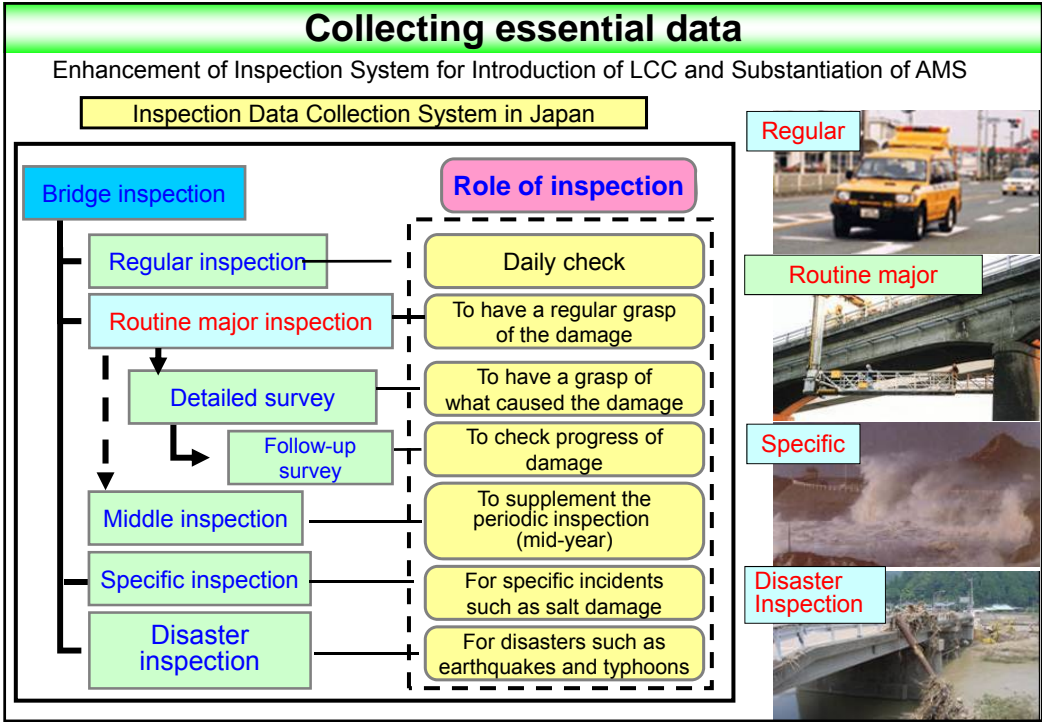 Collecting essential data
Enhancement of Inspection System for Introduction of LCC and Substantiation of AMS
Inspection Data Collection System in Japan
Bridge inspection
Role of inspection
Regular inspection
Daily check
Routine major inspection
To have a regular grasp
of the damage
Detailed survey
To have a grasp of
what caused the damage
Follow-up
survey
To check progress of
damage
Middle inspection
To supplement the
periodic inspection
(mid-year)
Specific inspection
For specific incidents
such as salt damage
Disaster
inspection
For disasters such as
earthquakes and typhoons
Regular
Routine major
Specific
Disaster
Inspection